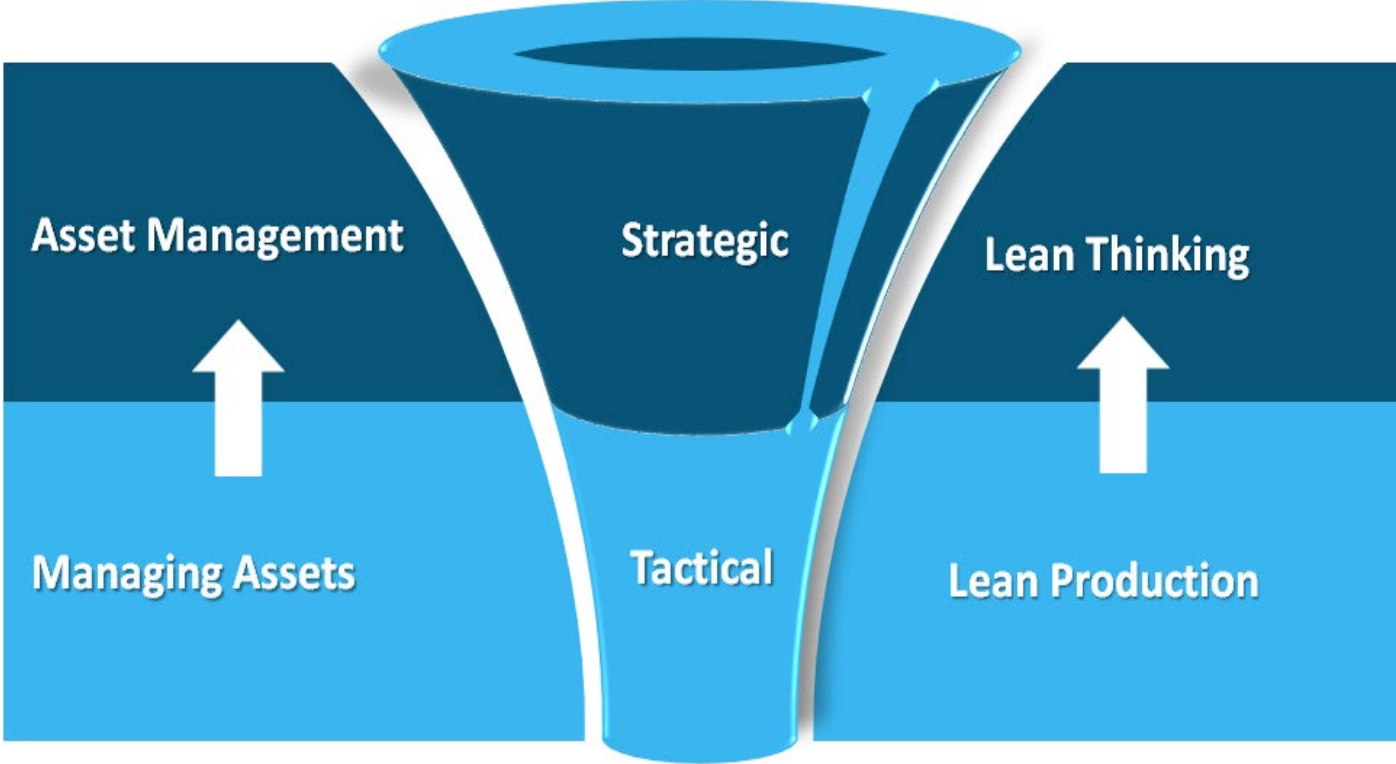 Asset Management
Strategic
Lean Thinking
Managing Assets
Tactical
Lean Production